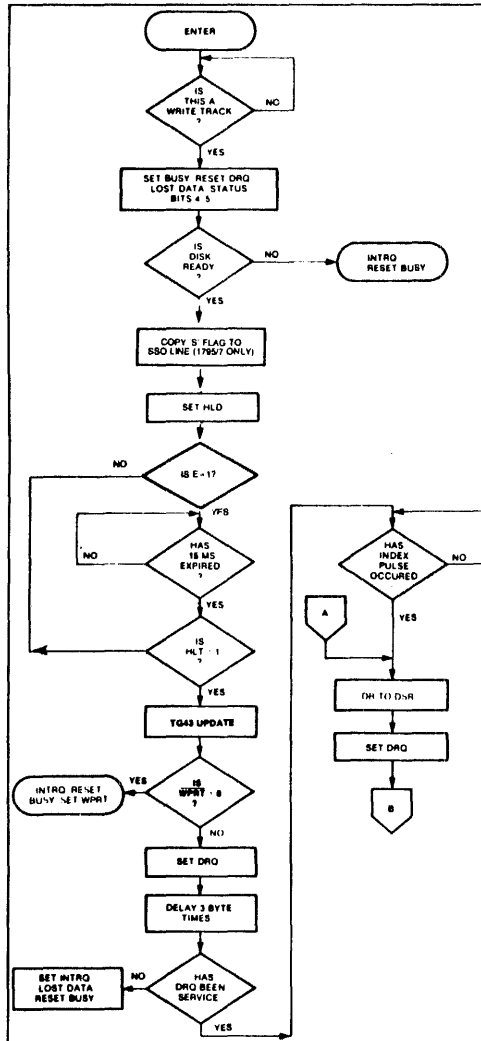 ENTER
IS
THIS A
WRITE TRACK
?
NO
YES
SET BUSY RESET DRQ
LOST DATA STATUS
BITS 4 5
IS
DISK
READY
?
NO
INTRQ
RESET BUSY
YES
COPY 'S' FLAG TO
SSO LINE (1795/7 ONLY)
SET HLD
IS E = 1?
NO
YES
HAS
15 MS
EXPIRED
?
NO
YES
IS
HLT = 1
?
YES
TG43 UPDATE
IS
WPRT = 0
?
YES
INTRQ RESET
BUSY SET WPRT
NO
SET DRQ
DELAY 3 BYTE
TIMES
HAS
DRQ BEEN
SERVICE
NO
SET INTRQ
LOST DATA
RESET BUSY
YES
HAS
INDEX
PULSE
OCCURED
NO
YES
A
DR TO DSR
SET DRQ
B